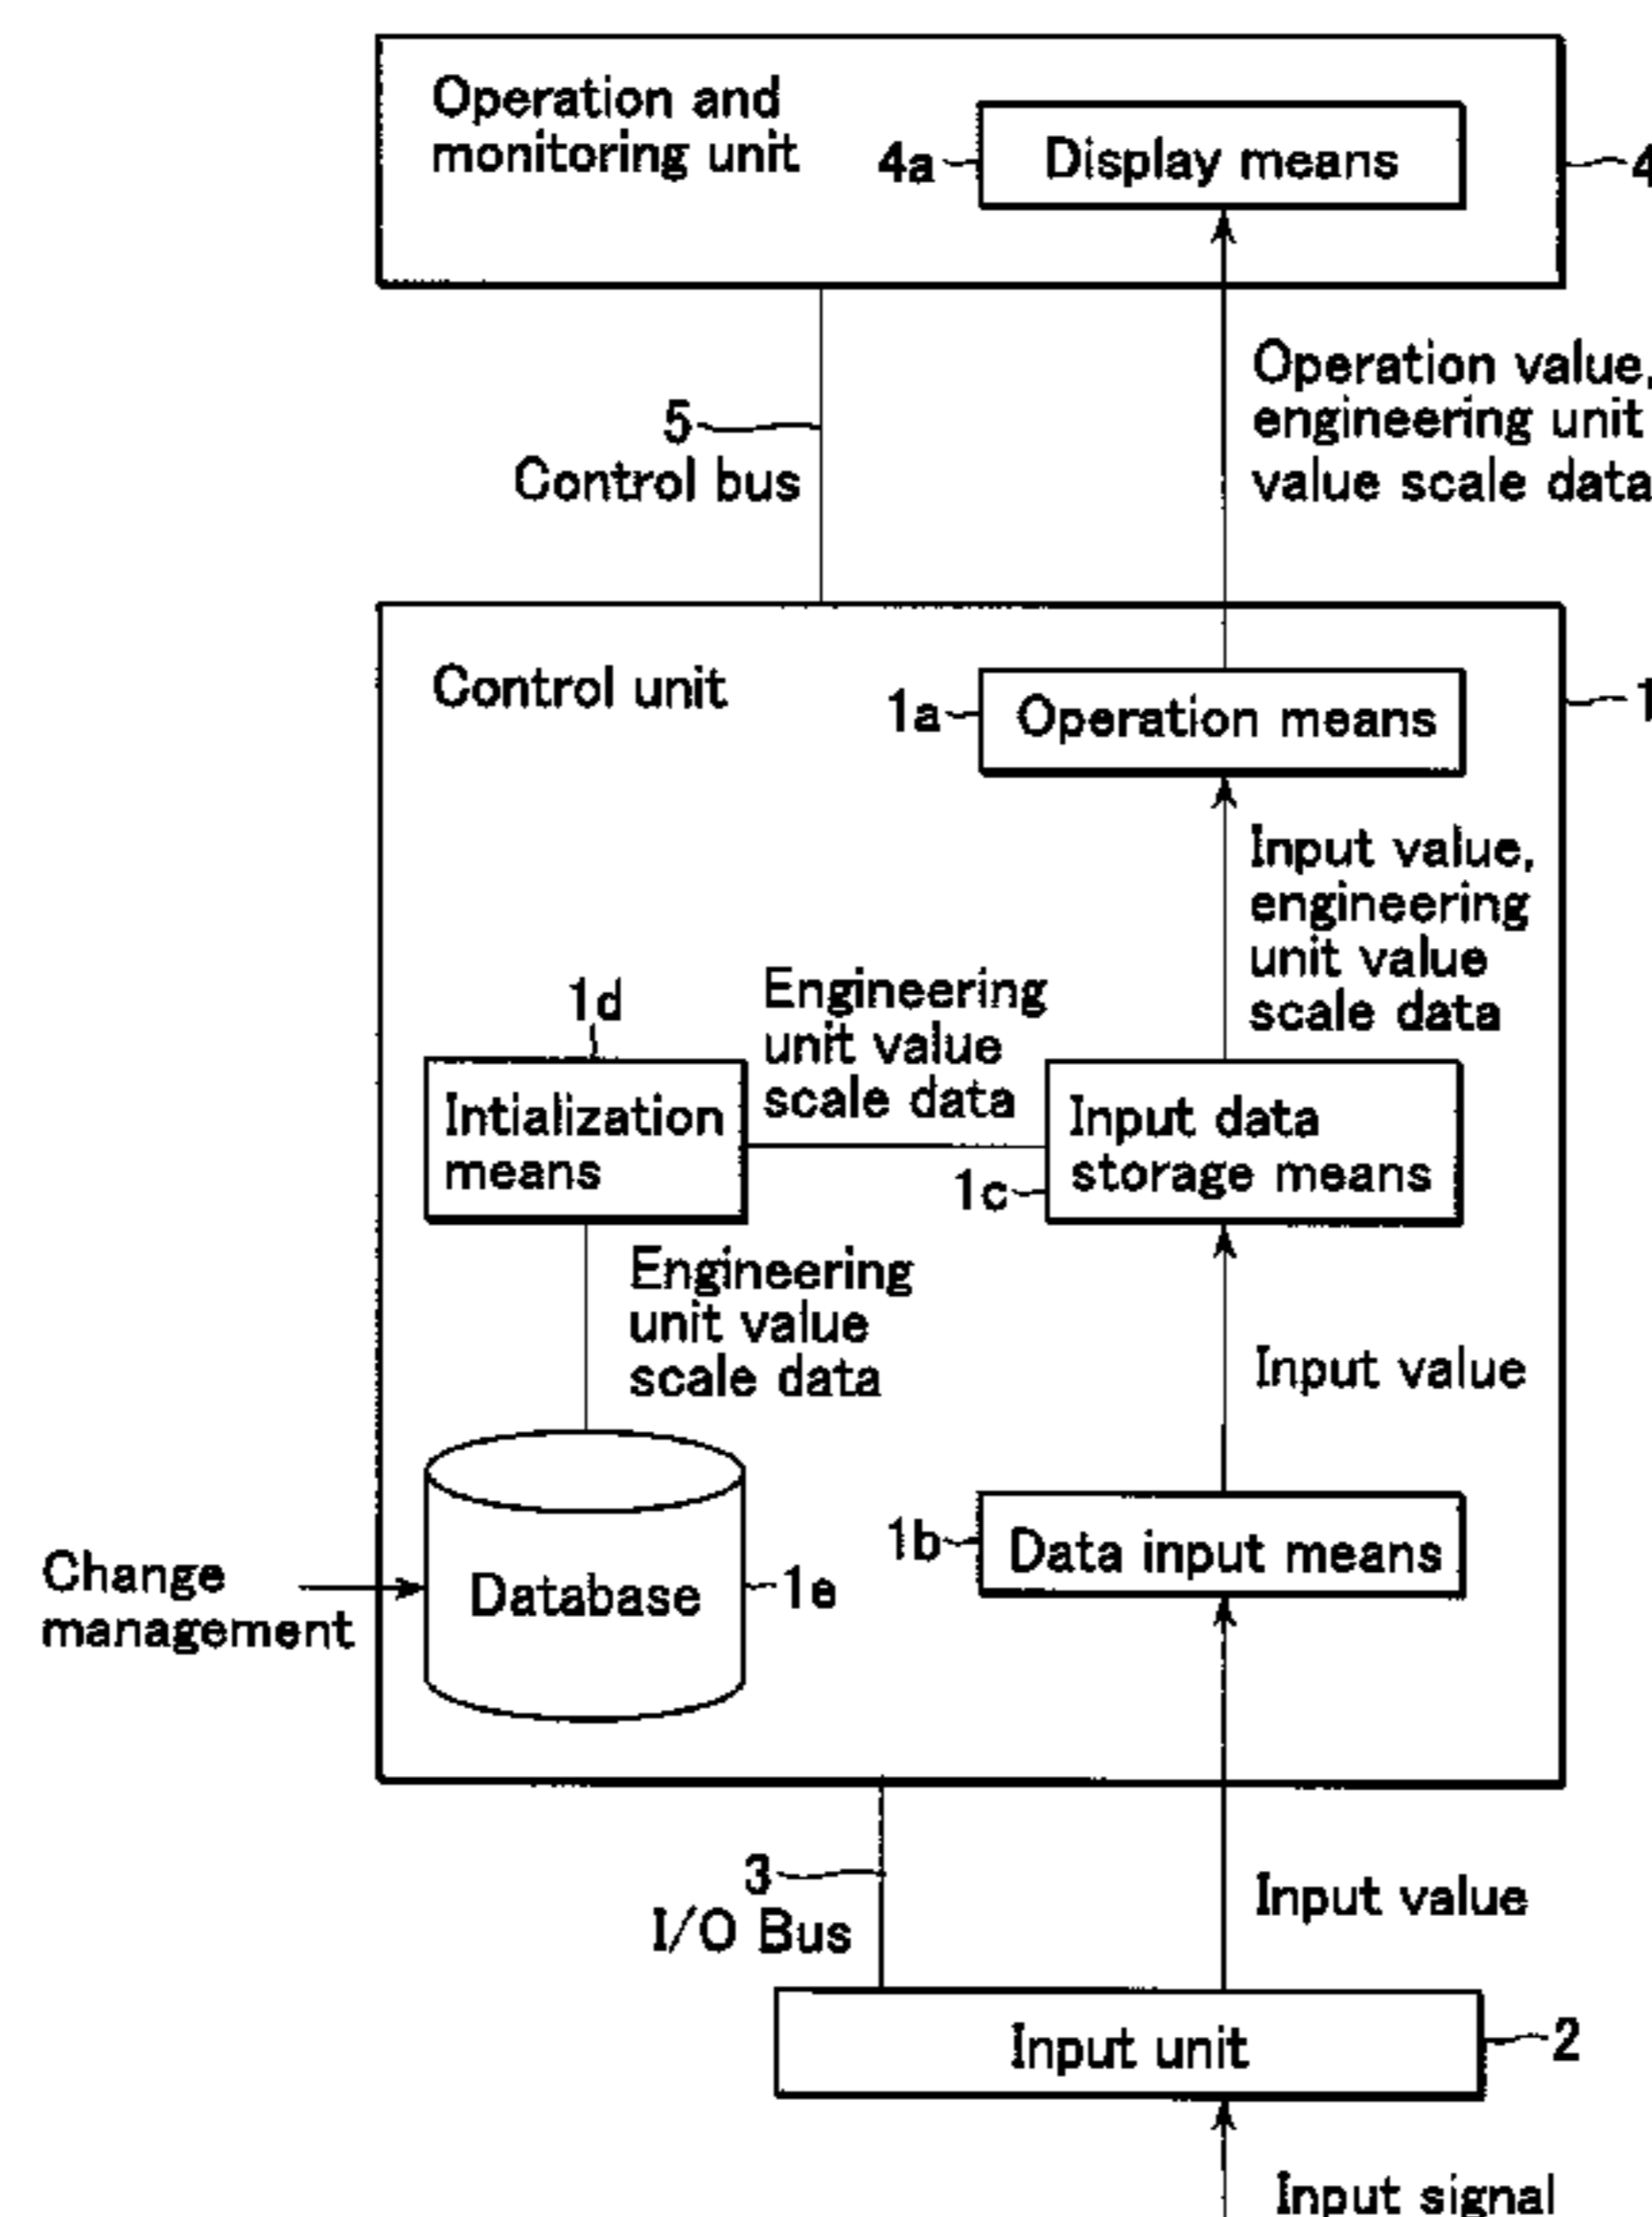 Operation and
monitoring unit
4a
Display means
4
5
Control bus
Operation value,
engineering unit
value scale data
Control unit
1a
Operation means
1
Input value,
engineering
unit value
scale data
1d
Engineering
unit value
scale data
Intialization
means
1c
Input data
storage means
Engineering
unit value
scale data
Input value
Change
management
Database
1e
1b
Data input means
3
I/O Bus
Input value
Input unit
2
Input signal